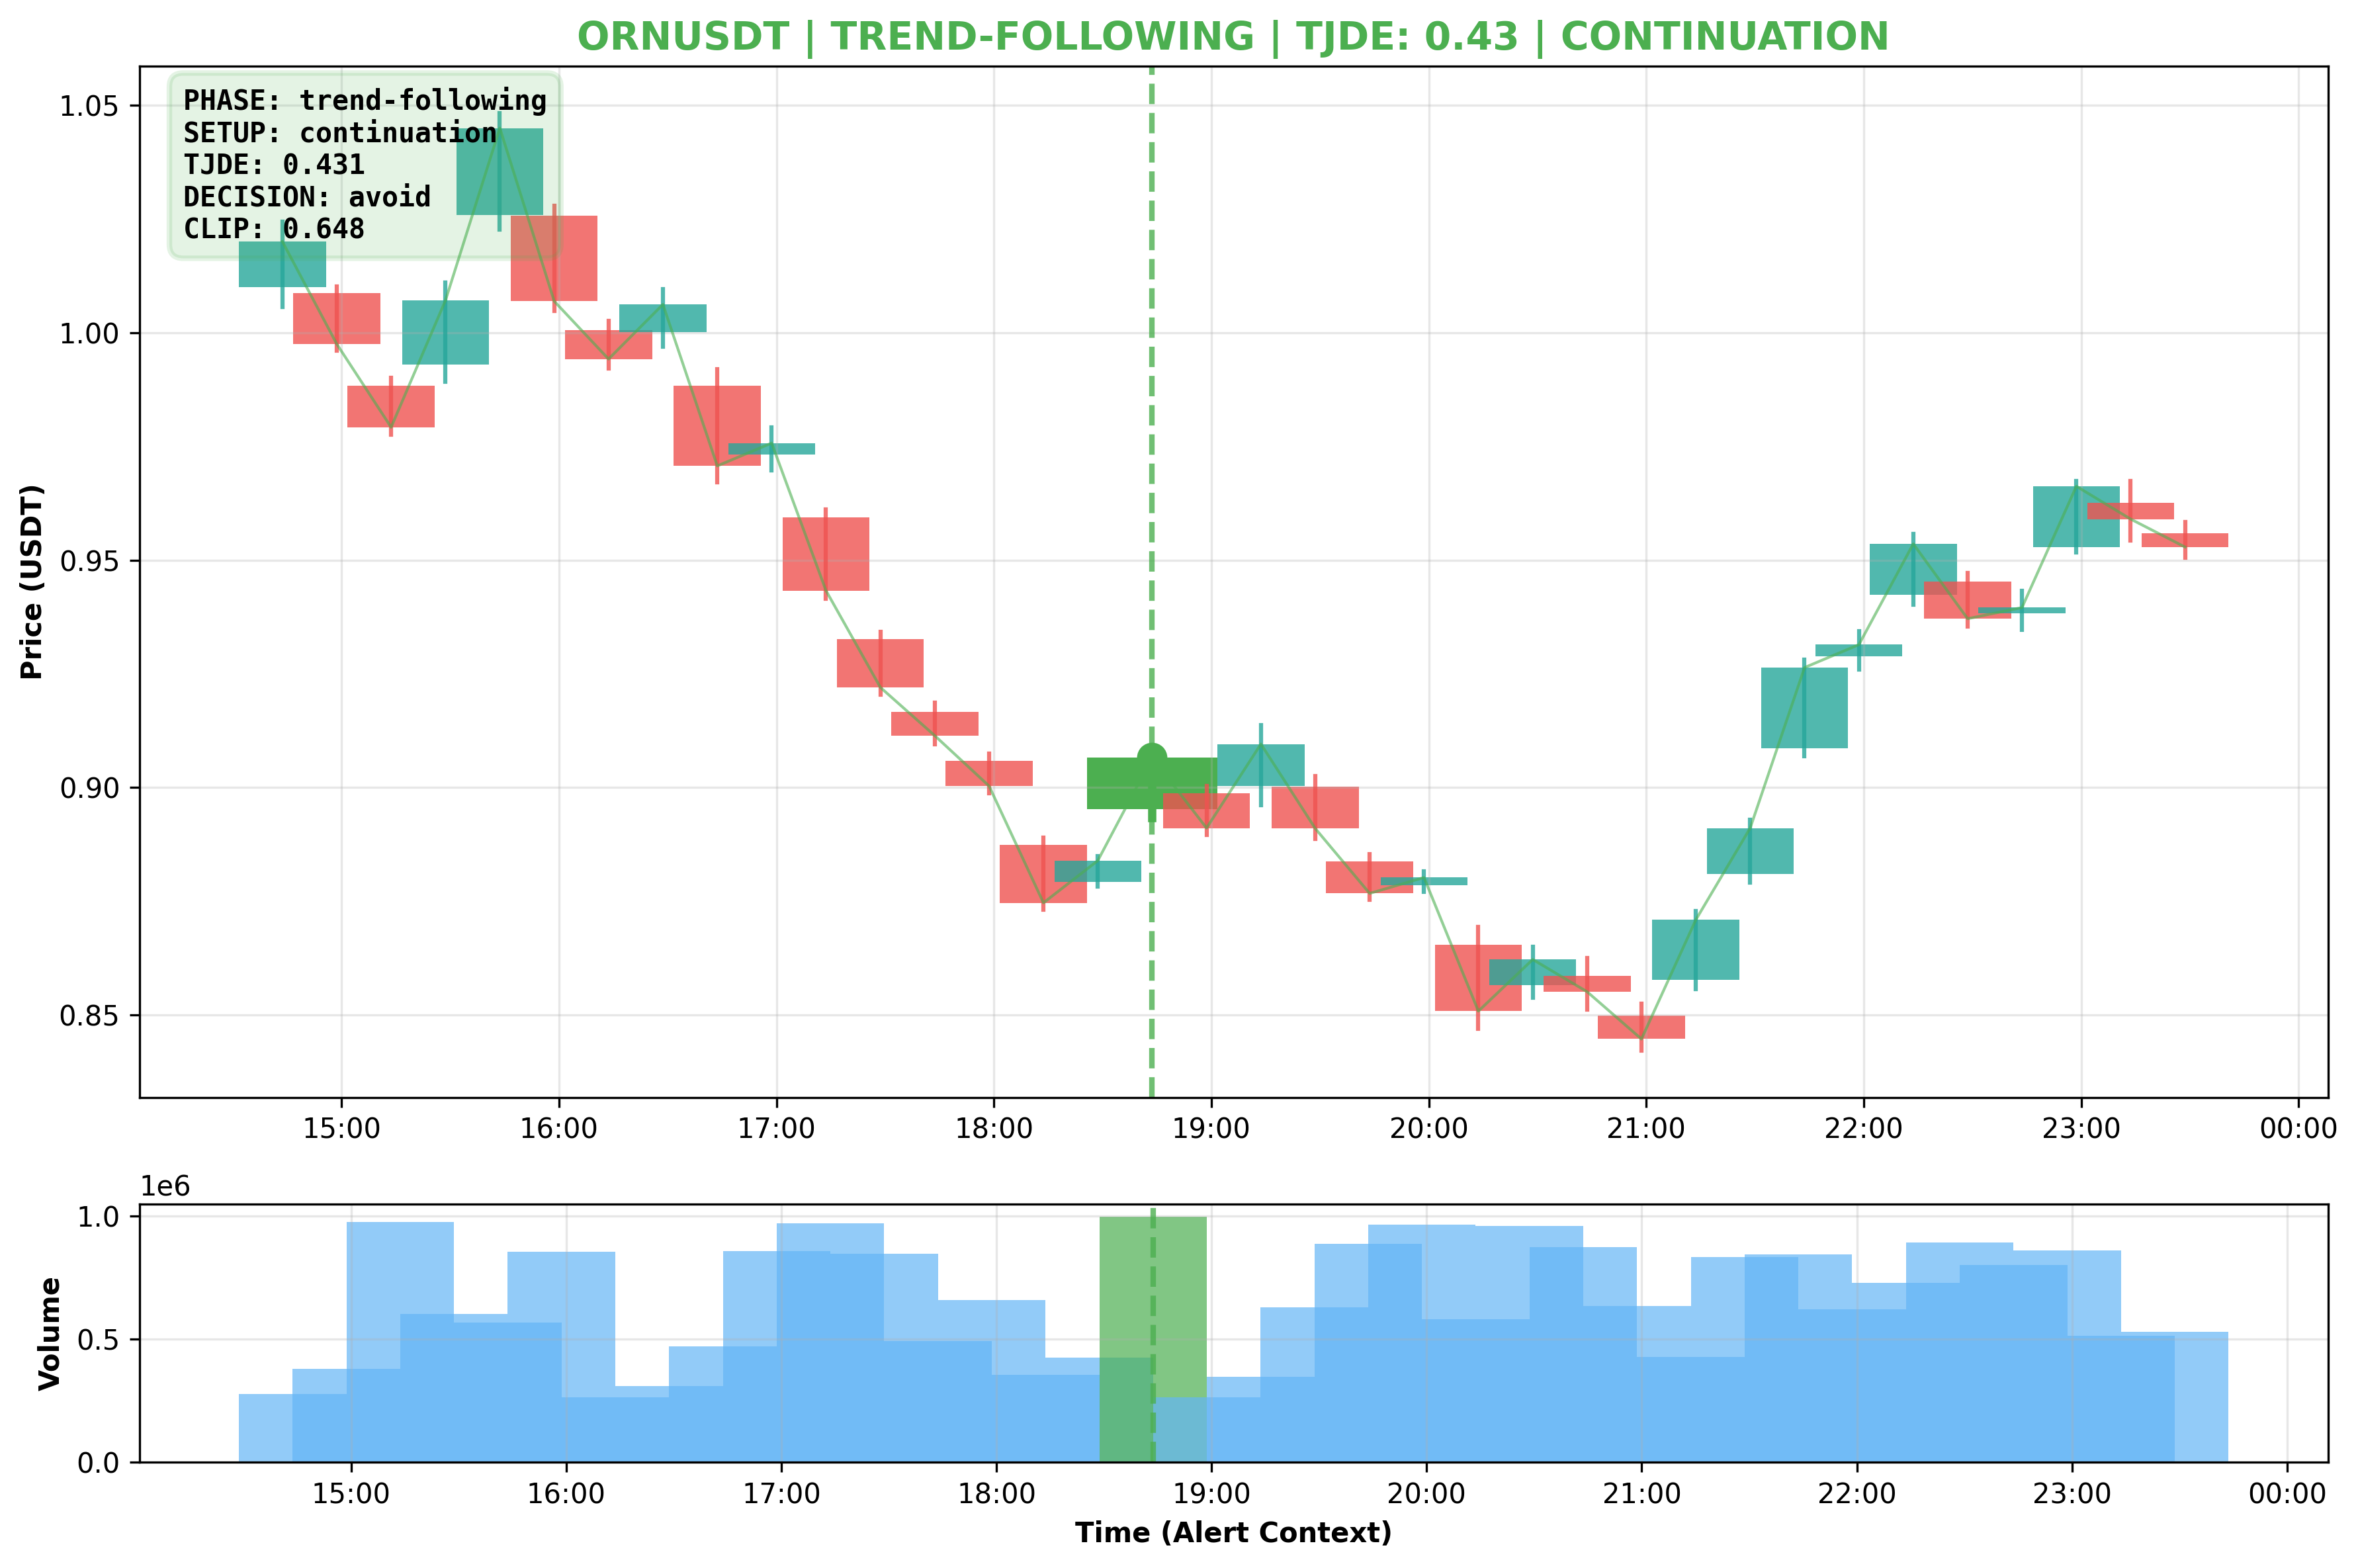 ORNUSDT | TREND-FOLLOWING | TJDE: 0.43 | CONTINUATION
PHASE: trend-following
SETUP: continuation
TJDE: 0.431
DECISION: avoid
CLIP: 0.648
Price (USDT)
1.05
1.00
0.95
0.90
0.85
15:00 16:00 17:00 18:00 19:00 20:00 21:00 22:00 23:00 00:00
1e6
Volume
1.0
0.5
0.0
15:00 16:00 17:00 18:00 19:00 20:00 21:00 22:00 23:00 00:00
Time (Alert Context)